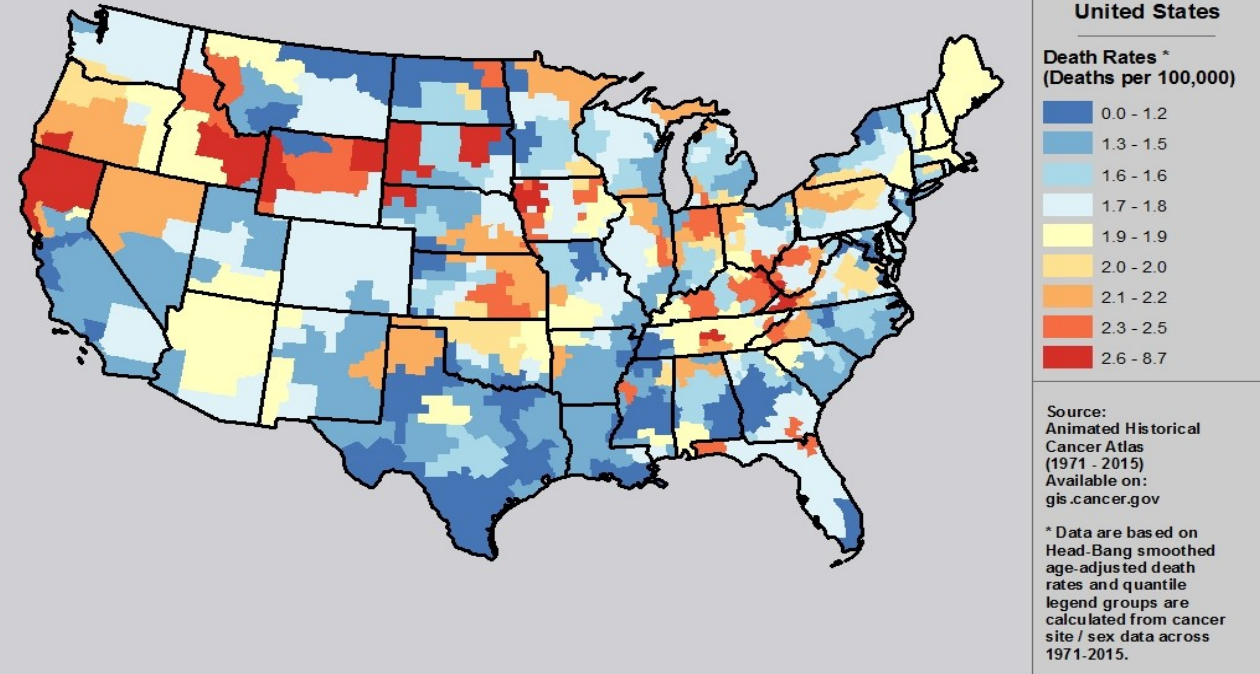 United States
Death Rates *
(Deaths per 100,000)
0.0 - 1.2
1.3 - 1.5
1.6 - 1.6
1.7 - 1.8
1.9 - 1.9
2.0 - 2.0
2.1 - 2.2
2.3 - 2.5
2.6 - 8.7
Source:
Animated Historical
Cancer Atlas
(1971 - 2015)
Available on:
gis.cancer.gov
* Data are based on
Head-Bang smoothed
age-adjusted death
rates and quantile
legend groups are
calculated from cancer
site / sex data across
1971-2015.